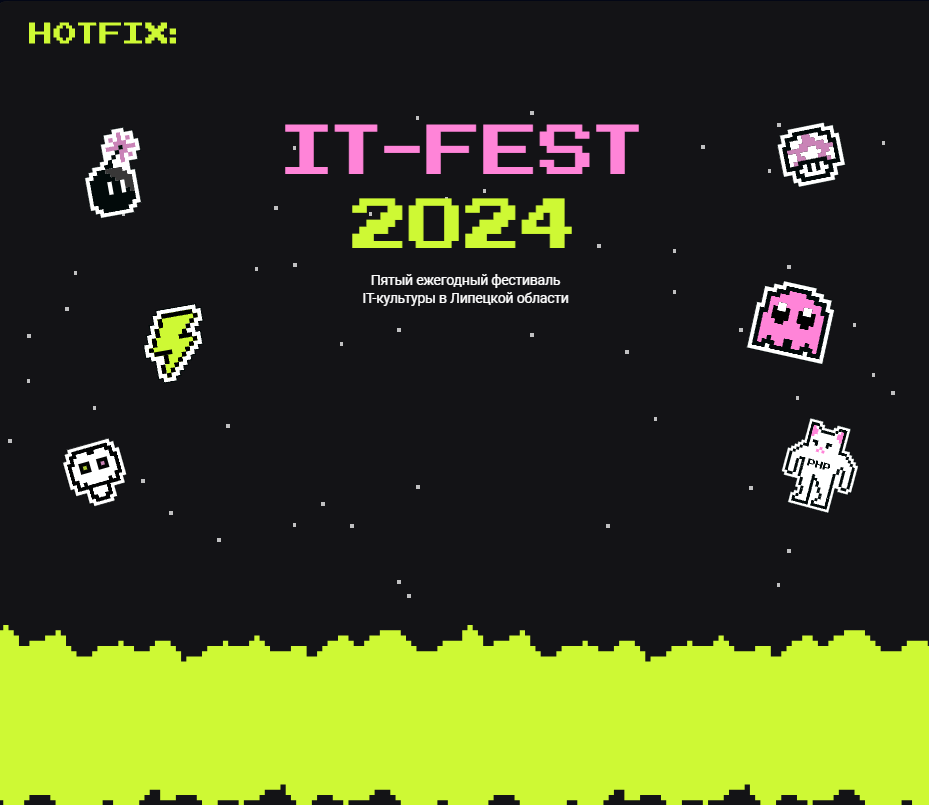 HOTFIX:
IT-FEST
2024
Пятый ежегодный фестиваль
IT-культуры в Липецкой области
PHP